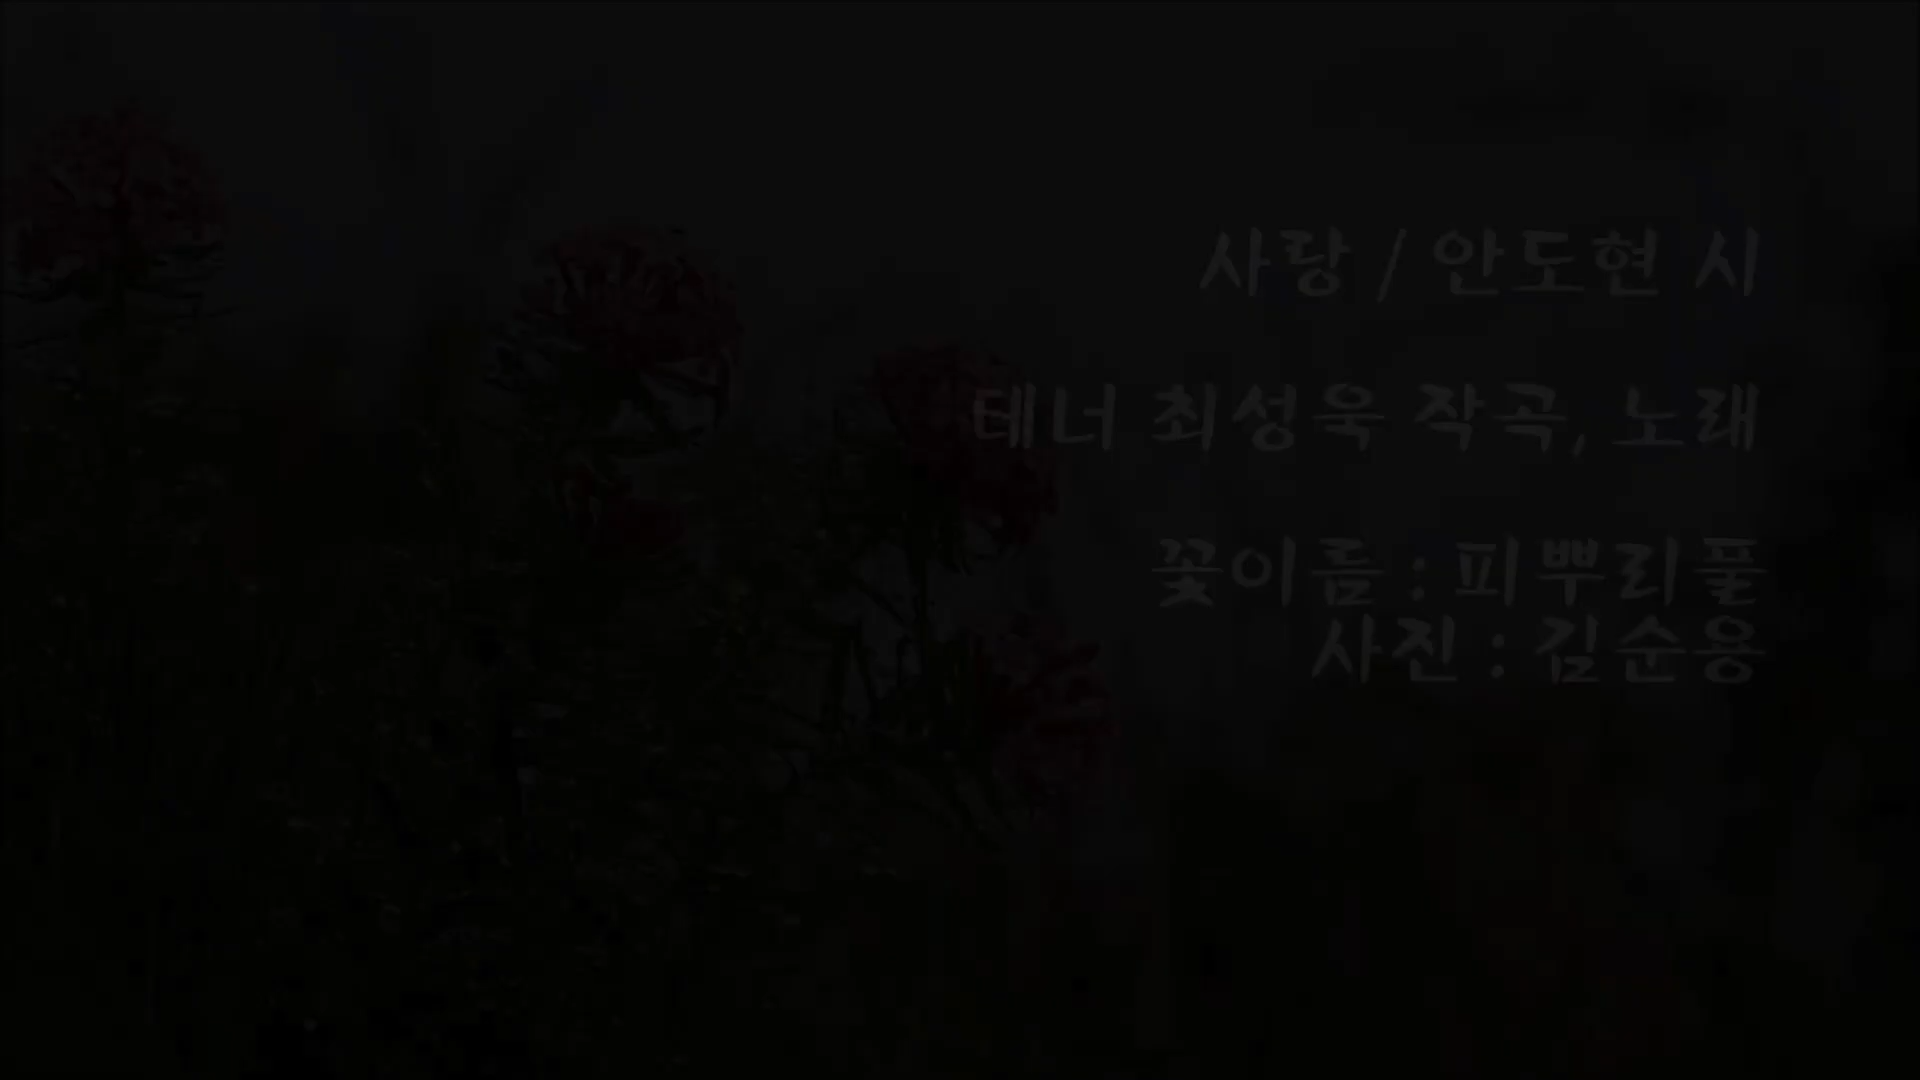 사랑 / 안도현 시
테너 최성욱 작곡, 노래
꽃이름 : 피뿌리풀
사진 : 김순용